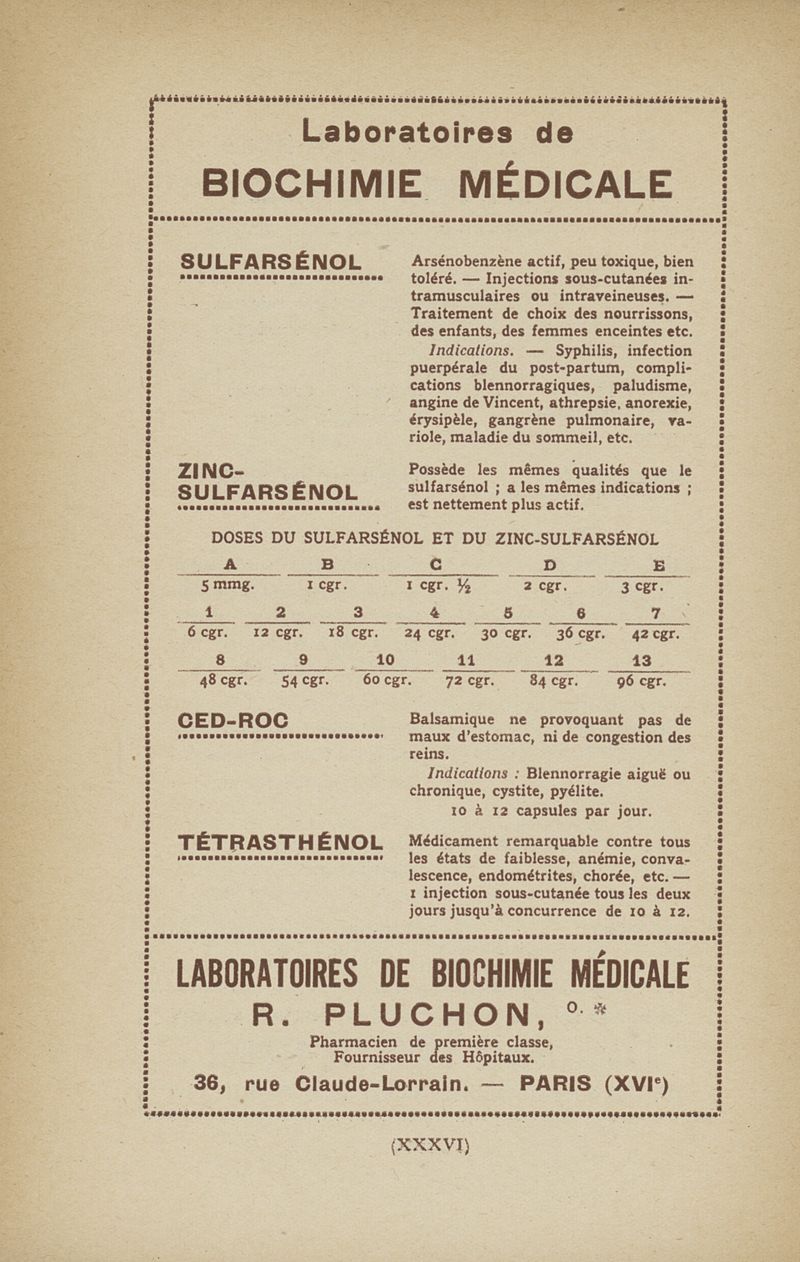 Laboratoires de
BIOCHIMIE MÉDICALE
SULFARSÉNOL
Arsénobenzène actif, peu toxique, bien
toléré. — Injections sous-cutanées in-
tramusculaires ou intraveineuses. —
Traitement de choix des nourrissons,
des enfants, des femmes enceintes etc.
Indications. — Syphilis, infection
puerpérale du post-partum, compli-
cations blennorragiques, paludisme,
angine de Vincent, athrepsie, anorexie,
érysipèle, gangrène pulmonaire, va-
riole, maladie du sommeil, etc.
ZINC-
SULFARSÉNOL
Possède les mêmes qualités que le
sulfarsénol ; a les mêmes indications ;
est nettement plus actif.
DOSES DU SULFARSÉNOL ET DU ZINC-SULFARSÉNOL
A B C D E
5 mmg. 1 cgr. 1 cgr. ½ 2 cgr. 3 cgr.
1 2 3 4 5 6 7
6 cgr. 12 cgr. 18 cgr. 24 cgr. 30 cgr. 36 cgr. 42 cgr.
8 9 10 11 12 13
48 cgr. 54 cgr. 60 cgr. 72 cgr. 84 cgr. 96 cgr.
CED-ROC
Balsamique ne provoquant pas de
maux d'estomac, ni de congestion des
reins.
Indications : Blennorragie aiguë ou
chronique, cystite, pyélite.
10 à 12 capsules par jour.
TÉTRASTHÉNOL
Médicament remarquable contre tous
les états de faiblesse, anémie, conva-
lescence, endométrites, chorée, etc. —
1 injection sous-cutanée tous les deux
jours jusqu'à concurrence de 10 à 12.
LABORATOIRES DE BIOCHIMIE MÉDICALE
R. PLUCHON, O. *
Pharmacien de première classe,
Fournisseur des Hôpitaux.
36, rue Claude-Lorrain. — PARIS (XVIe)
(XXXVI)